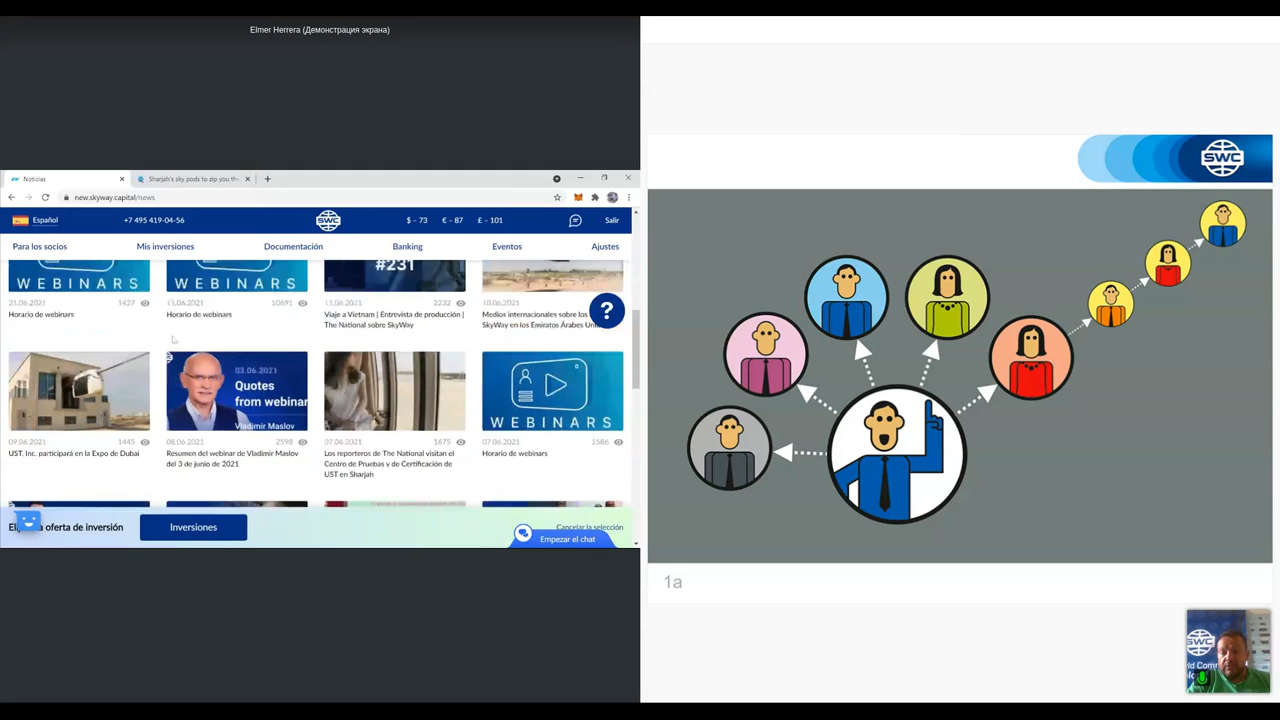 Elmer Herrera (Демонстрация экрана)
Noticias
Sharjah's sky pods to zip you th
new.skyway.capital/news
Español
+7 495 419-04-56
SWC
$ – 73 € – 87 £ – 101
Salir
Para los socios Mis inversiones Documentación Banking Eventos Ajustes
WEBINARS
21.06.2021 1427
Horario de webinars
WEBINARS
11.06.2021 10691
Horario de webinars
#231
11.06.2021 2232
Viaje a Vietnam | Entrevista de producción |
The National sobre SkyWay
10.06.2021
Medios internacionales sobre los
SkyWay en los Emiratos Árabes
?
09.06.2021 1445
UST. Inc. participará en la Expo de Dubai
03.06.2021
Quotes
from webinar
Vladimir Maslov
08.06.2021 2598
Resumen del webinar de Vladimir Maslov
del 3 de junio de 2021
07.06.2021 1675
Los reporteros de The National visitan el
Centro de Pruebas y de Certificación de
UST en Sharjah
WEBINARS
07.06.2021 1586
Horario de webinars
oferta de inversión
Inversiones
Cancelar la selección
Empezar el chat
SWC
1a
SWC